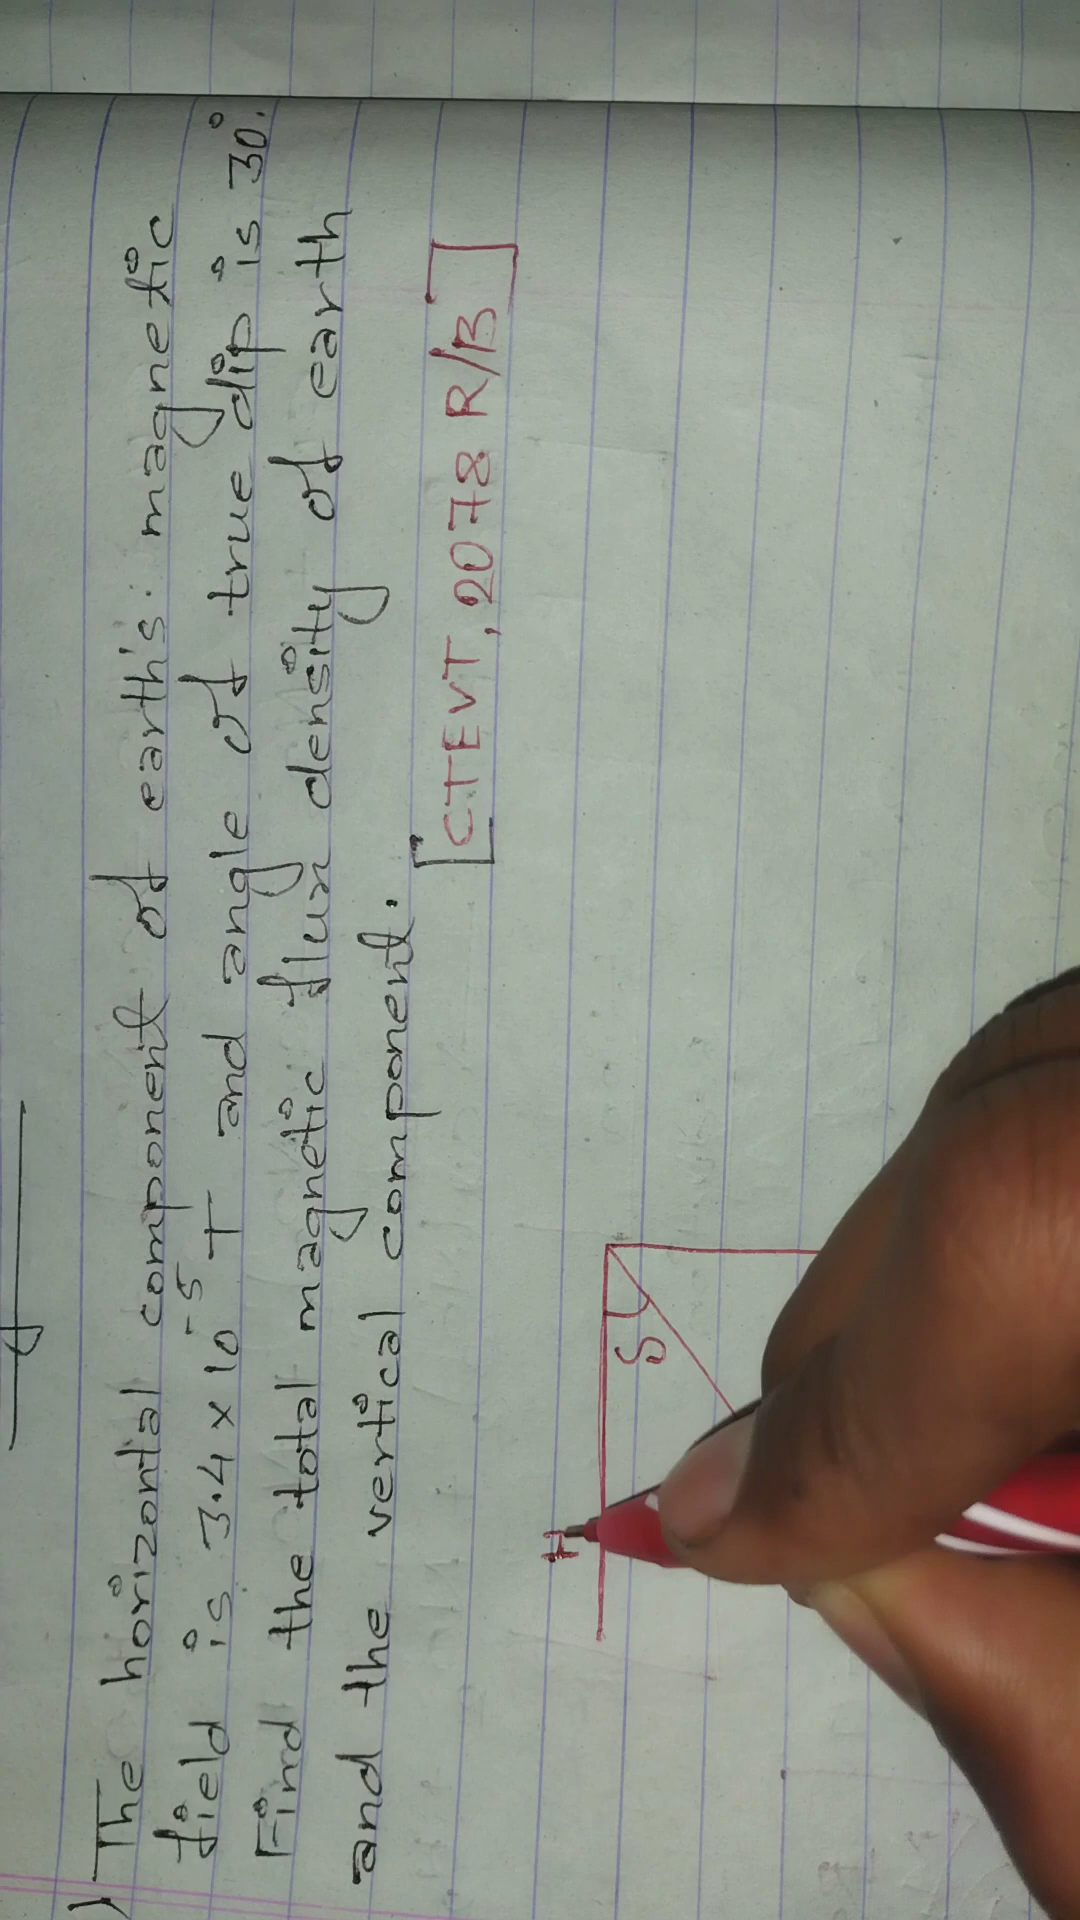 ) The horizontal component of earth's magnetic
field is 3.4 × 10⁻⁵ T and angle of true dip is 30°.
Find the total magnetic flux density of earth
and the vertical component.
[CTEVT, 2078 R/B]
H
δ